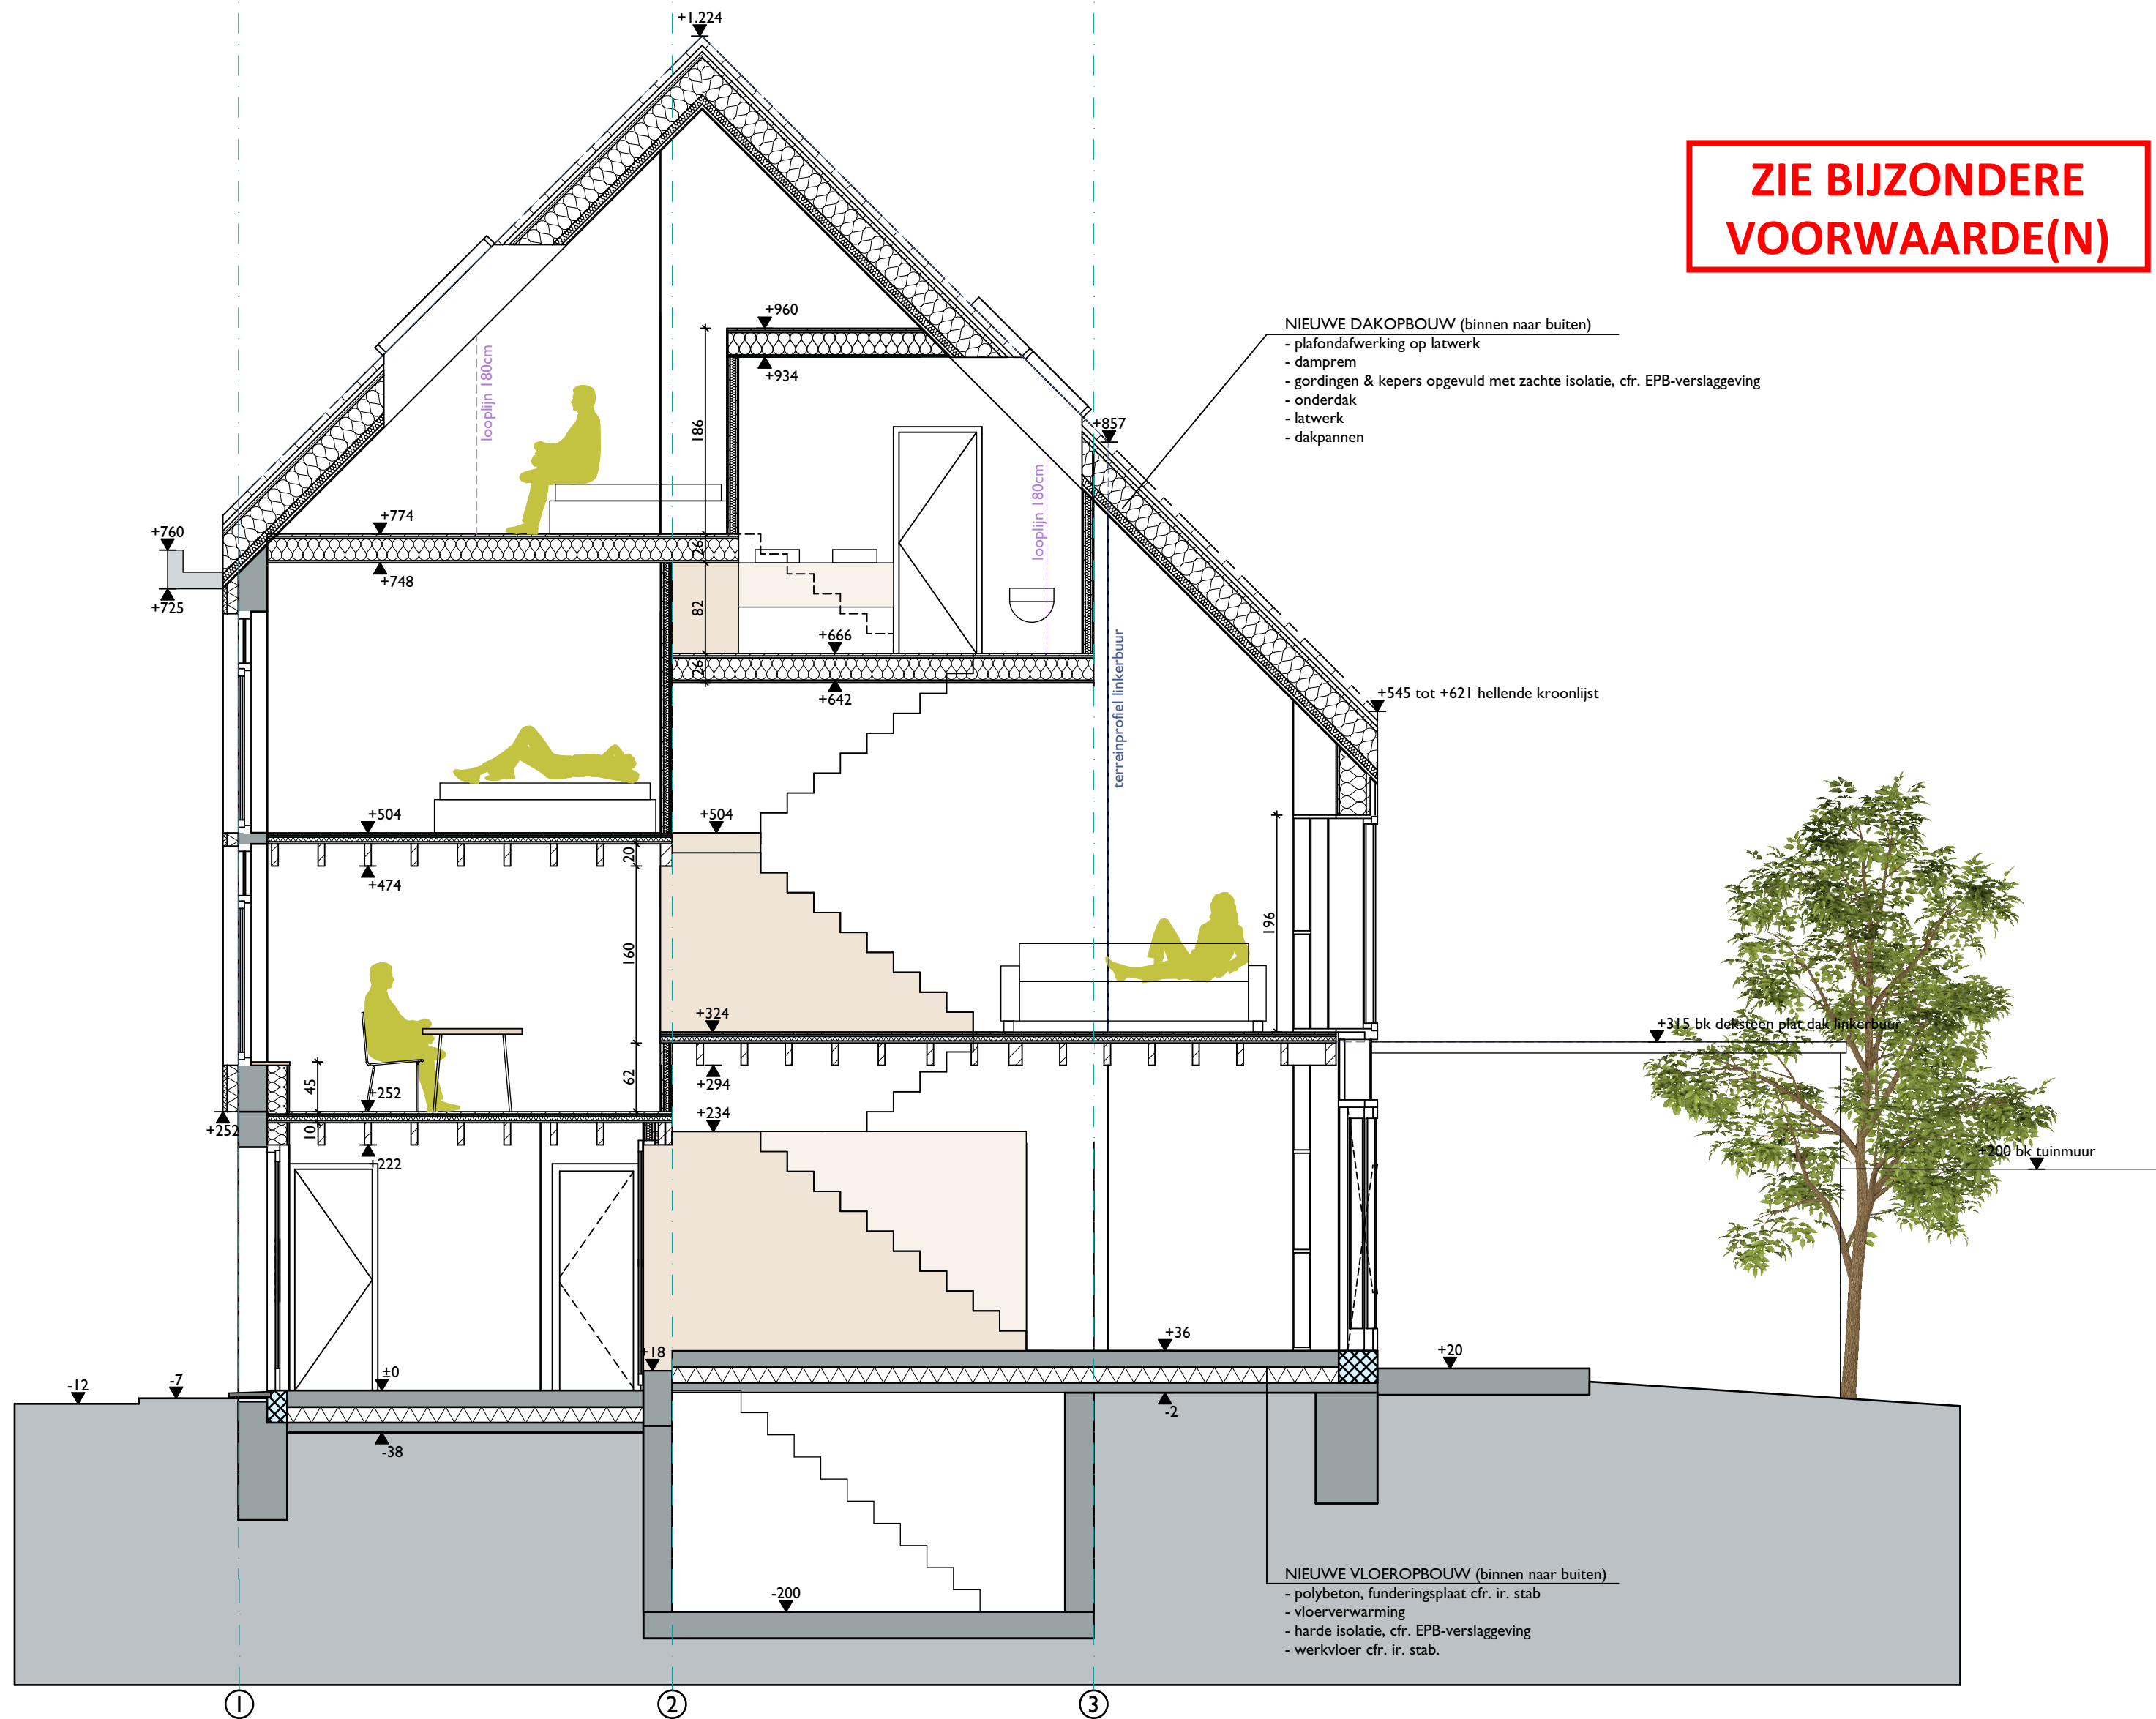 +1.224
ZIE BIJZONDERE
VOORWAARDE(N)
+960
NIEUWE DAKOPBOUW (binnen naar buiten)
- plafondafwerking op latwerk
- damprem
- gordingen & kepers opgevuld met zachte isolatie, cfr. EPB-verslaggeving
- onderdak
- latwerk
- dakpannen
looplijn 180cm
+934
186
+857
looplijn 180cm
+774
+760
26
+748
+725
82
+666
26
+642
terreinprofiel linkerbuur
+545 tot +621 hellende kroonlijst
+504
+504
20
+474
196
160
+324
+315 bk deksteen plat dak linkerbuur
62
+294
45
+252
+252
10
+234
+222
+200 bk tuinmuur
+36
+18
+20
±0
-7
-12
-2
-38
-200
NIEUWE VLOEROPBOUW (binnen naar buiten)
- polybeton, funderingsplaat cfr. ir. stab
- vloerverwarming
- harde isolatie, cfr. EPB-verslaggeving
- werkvloer cfr. ir. stab.
1
2
3